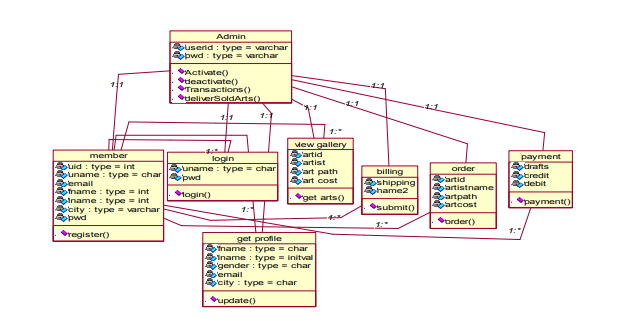 Admin
userid : type = varchar
pwd : type = varchar
Activate()
deactivate()
Transactions()
deliverSoldArts()
1:1
1:1
1:1
1:1
1:1
1:1
1:1
1:*
1:*
member
uid : type = int
uname : type = char
email
fname : type = int
lname : type = int
city : type = varchar
pwd
register()
login
uname : type = char
pwd
login()
view gallery
artid
artist
art path
art cost
get arts()
billing
shipping
name2
submit()
order
artid
artistname
artpath
artcost
order()
payment
drafts
credit
debit
payment()
1:*
1:*
1:*
1:*
get profile
fname : type = char
lname : type = initval
gender : type = char
email
city : type = char
update()